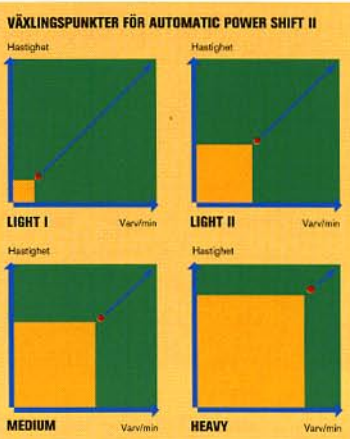 VÄXLINGSPUNKTER FÖR AUTOMATIC POWER SHIFT II
Hastighet
Hastighet
LIGHT I
Varv/min
LIGHT II
Varv/min
Hastighet
Hastighet
MEDIUM
Varv/min
HEAVY
Varv/min